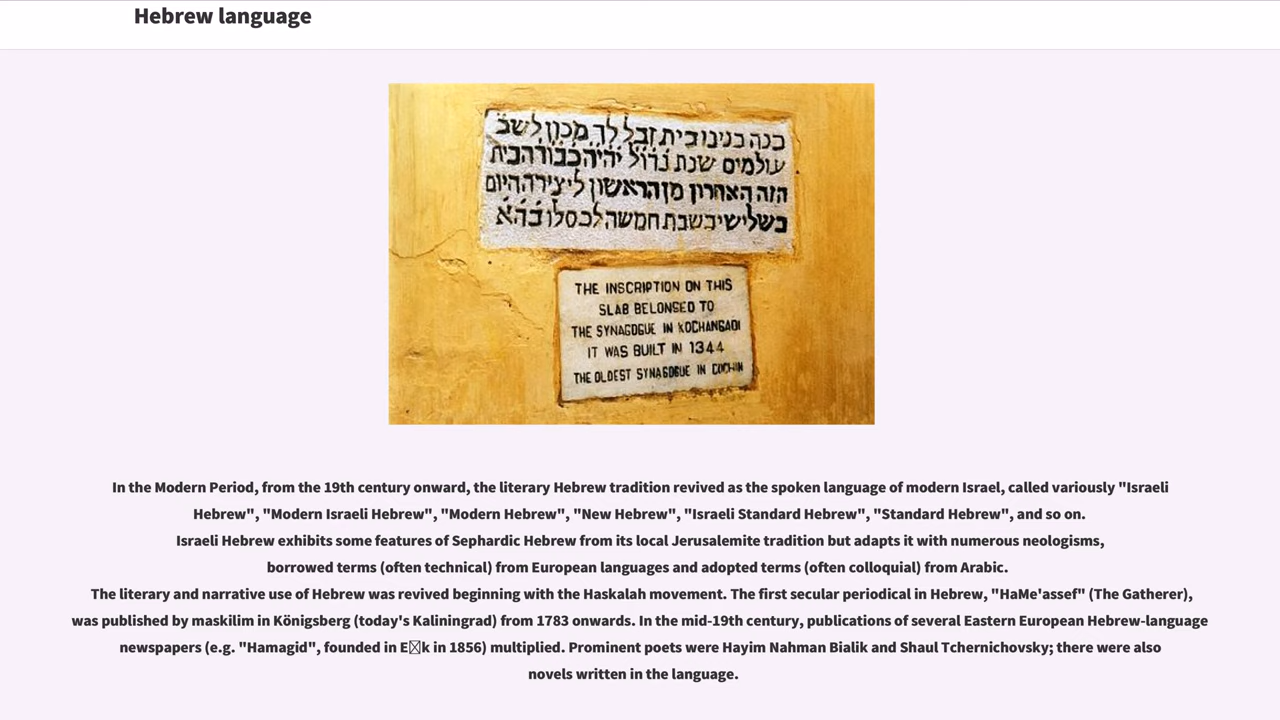 Hebrew language
בנה בניגו בית זבל לך מכון לשב
עולמים שנת גדול יהיה כבוד הבית
הזה האחרון מן הראשון ליצירה היום
בשלישי בשבת חמשה לכסלו בהא
THE INSCRIPTION ON THIS
SLAB BELONGED TO
THE SYNAGOGUE IN KOCHANGADI
IT WAS BUILT IN 1344
THE OLDEST SYNAGOGUE IN COCHIN
In the Modern Period, from the 19th century onward, the literary Hebrew tradition revived as the spoken language of modern Israel, called variously "Israeli
Hebrew", "Modern Israeli Hebrew", "Modern Hebrew", "New Hebrew", "Israeli Standard Hebrew", "Standard Hebrew", and so on.
Israeli Hebrew exhibits some features of Sephardic Hebrew from its local Jerusalemite tradition but adapts it with numerous neologisms,
borrowed terms (often technical) from European languages and adopted terms (often colloquial) from Arabic.
The literary and narrative use of Hebrew was revived beginning with the Haskalah movement. The first secular periodical in Hebrew, "HaMe'assef" (The Gatherer),
was published by maskilim in Königsberg (today's Kaliningrad) from 1783 onwards. In the mid-19th century, publications of several Eastern European Hebrew-language
newspapers (e.g. "Hamagid", founded in E□k in 1856) multiplied. Prominent poets were Hayim Nahman Bialik and Shaul Tchernichovsky; there were also
novels written in the language.